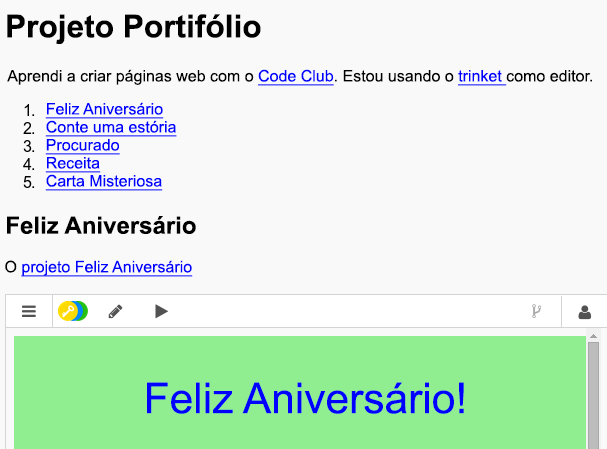 Projeto Portifólio
Aprendi a criar páginas web com o Code Club. Estou usando o trinket como editor.
1. Feliz Aniversário
2. Conte uma estória
3. Procurado
4. Receita
5. Carta Misteriosa
Feliz Aniversário
O projeto Feliz Aniversário
Feliz Aniversário!